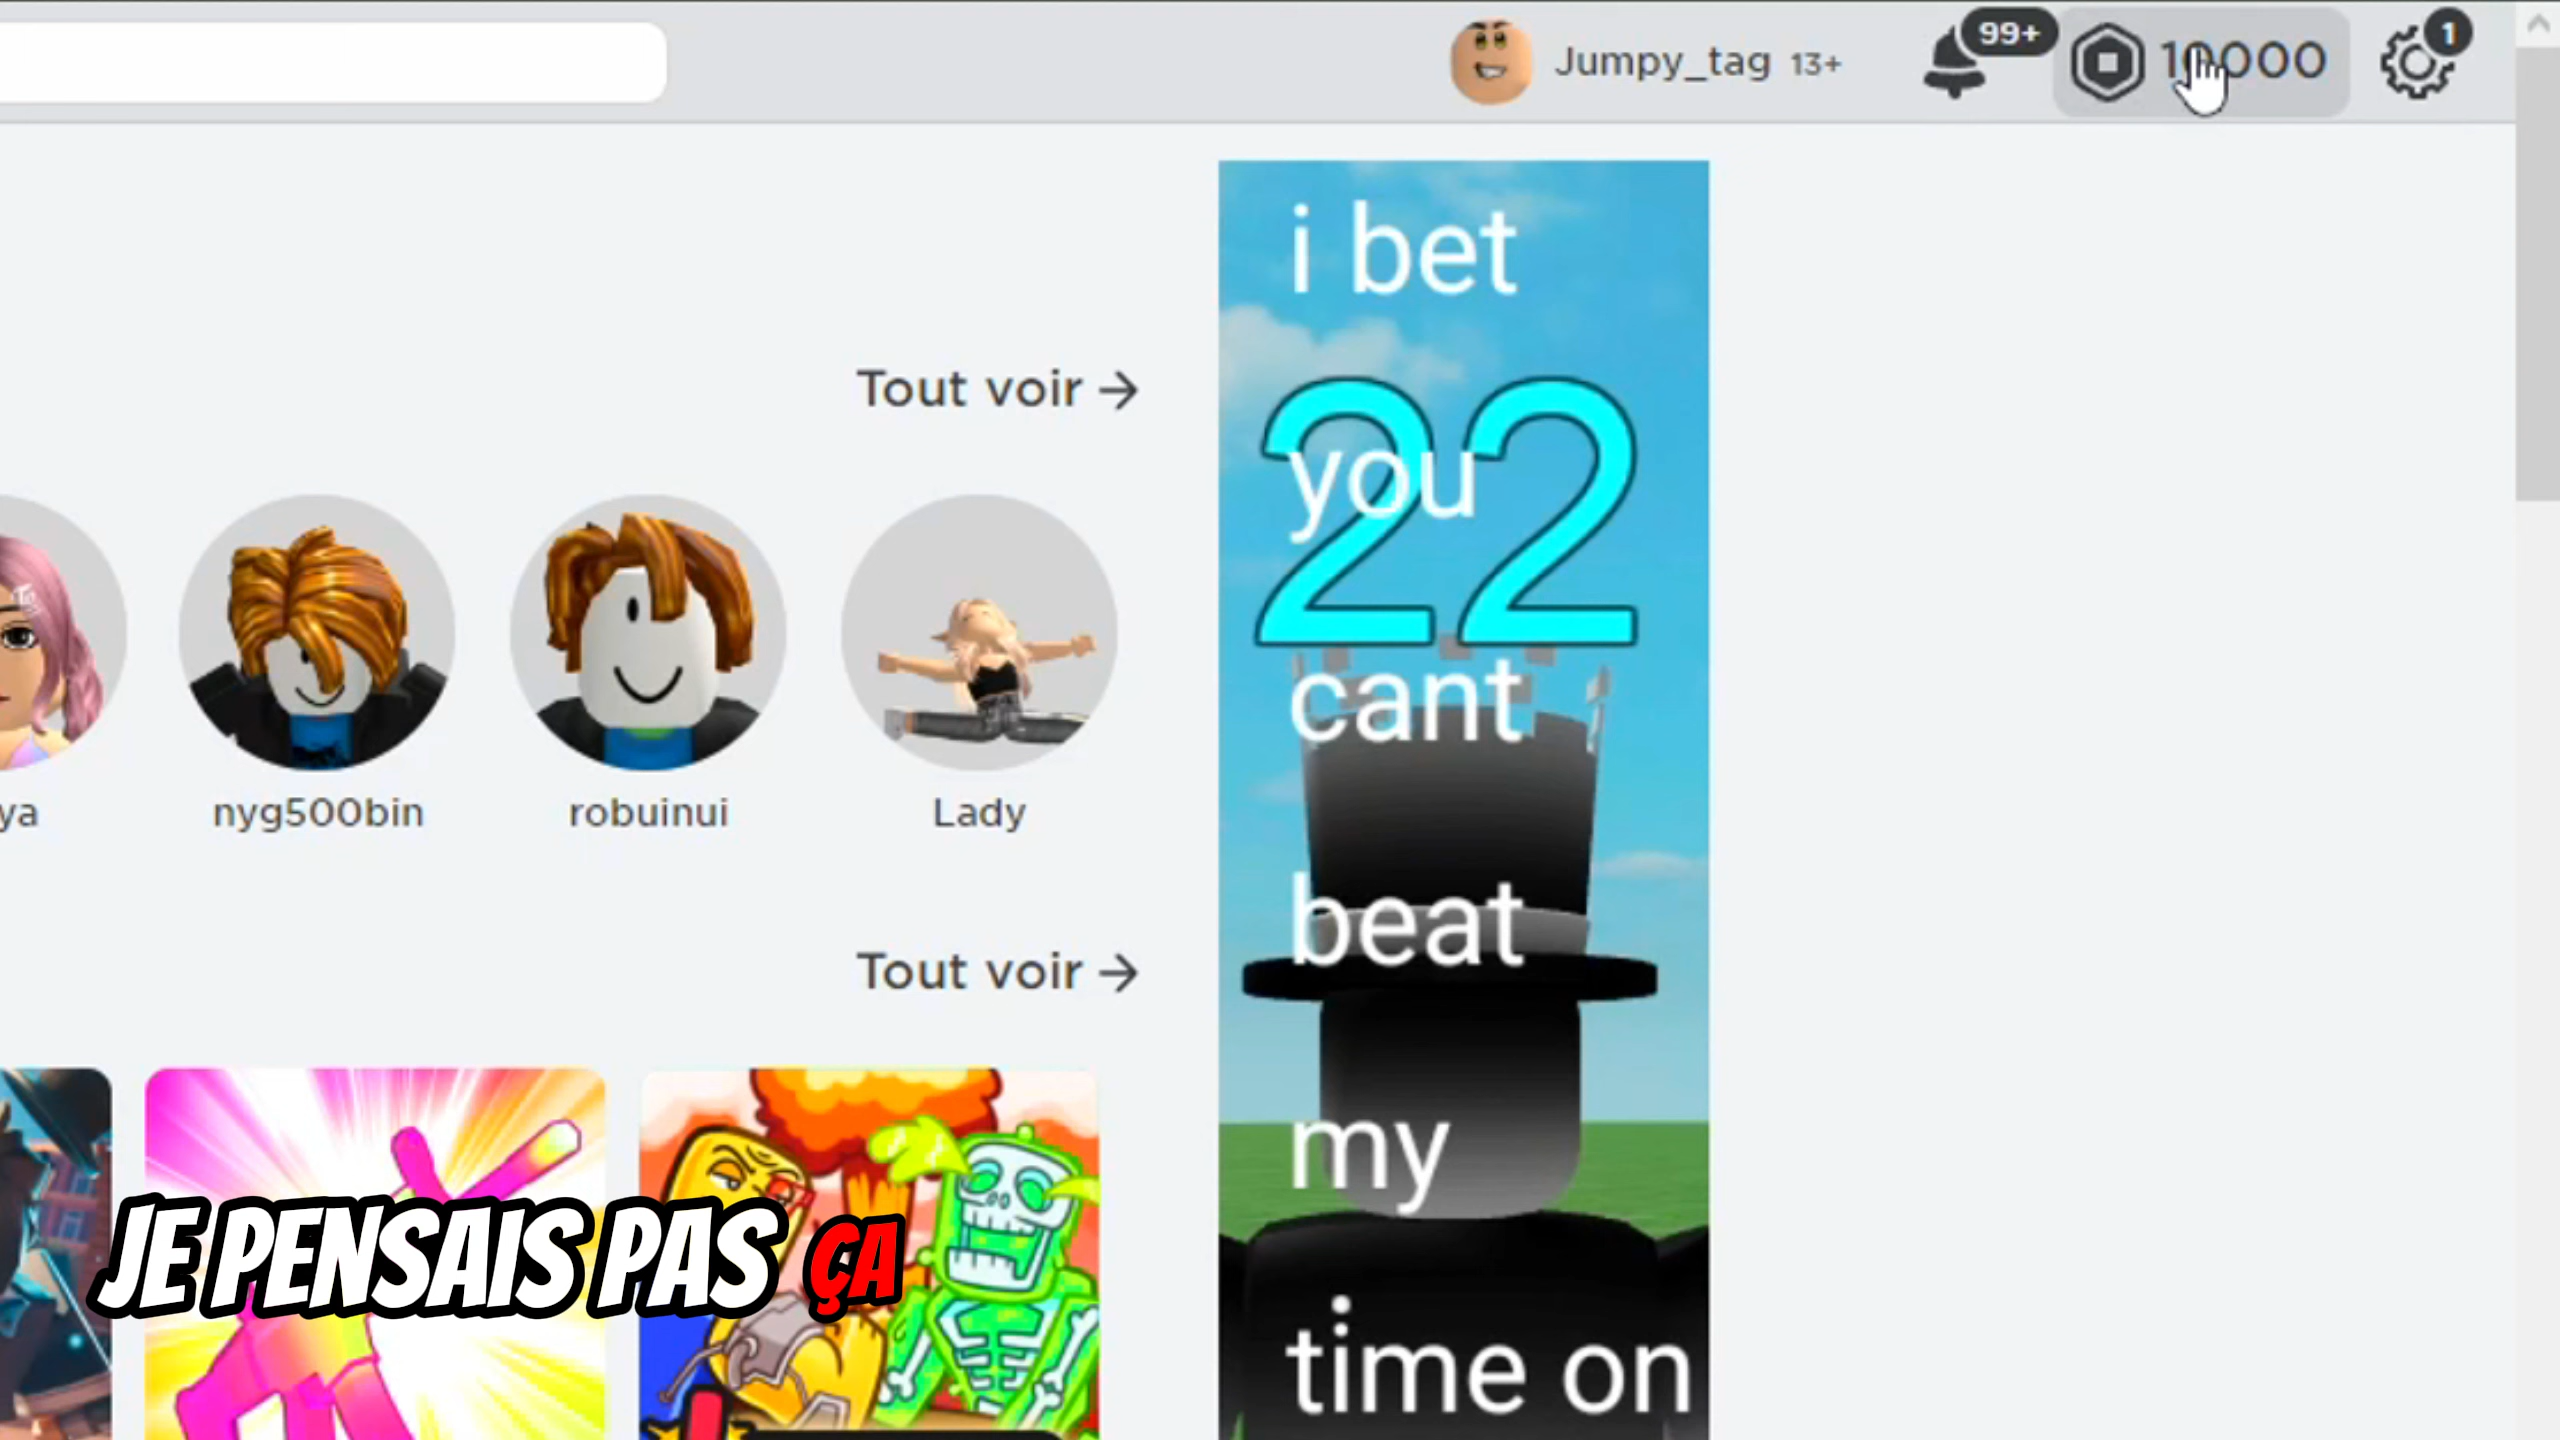 Jumpy_tag 13+
99+
10000
1
i bet
22
you
cant
beat
my
time on
Tout voir →
ya
nyg500bin
robuinui
Lady
Tout voir →
JE PENSAIS PAS ÇA